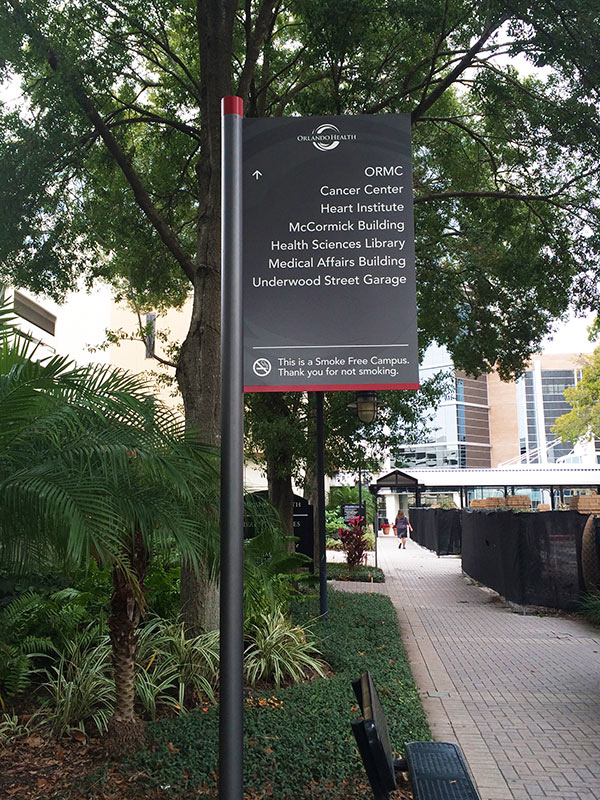 ORLANDO HEALTH
↑ ORMC
Cancer Center
Heart Institute
McCormick Building
Health Sciences Library
Medical Affairs Building
Underwood Street Garage
This is a Smoke Free Campus.
Thank you for not smoking.